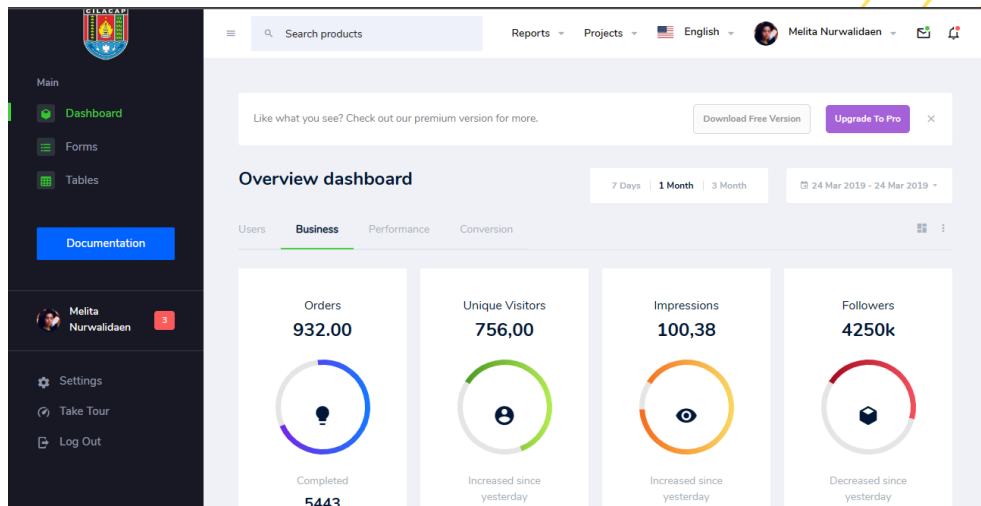 CILACAP
Search products
Reports
Projects
English
Melita Nurwalidaen
Main
Dashboard
Forms
Tables
Documentation
Melita
Nurwalidaen
3
Settings
Take Tour
Log Out
Like what you see? Check out our premium version for more.
Download Free Version
Upgrade To Pro
Overview dashboard
7 Days
1 Month
3 Month
24 Mar 2019 - 24 Mar 2019
Users
Business
Performance
Conversion
Orders
932.00
Completed
5443
Unique Visitors
756,00
Increased since
yesterday
Impressions
100,38
Increased since
yesterday
Followers
4250k
Decreased since
yesterday